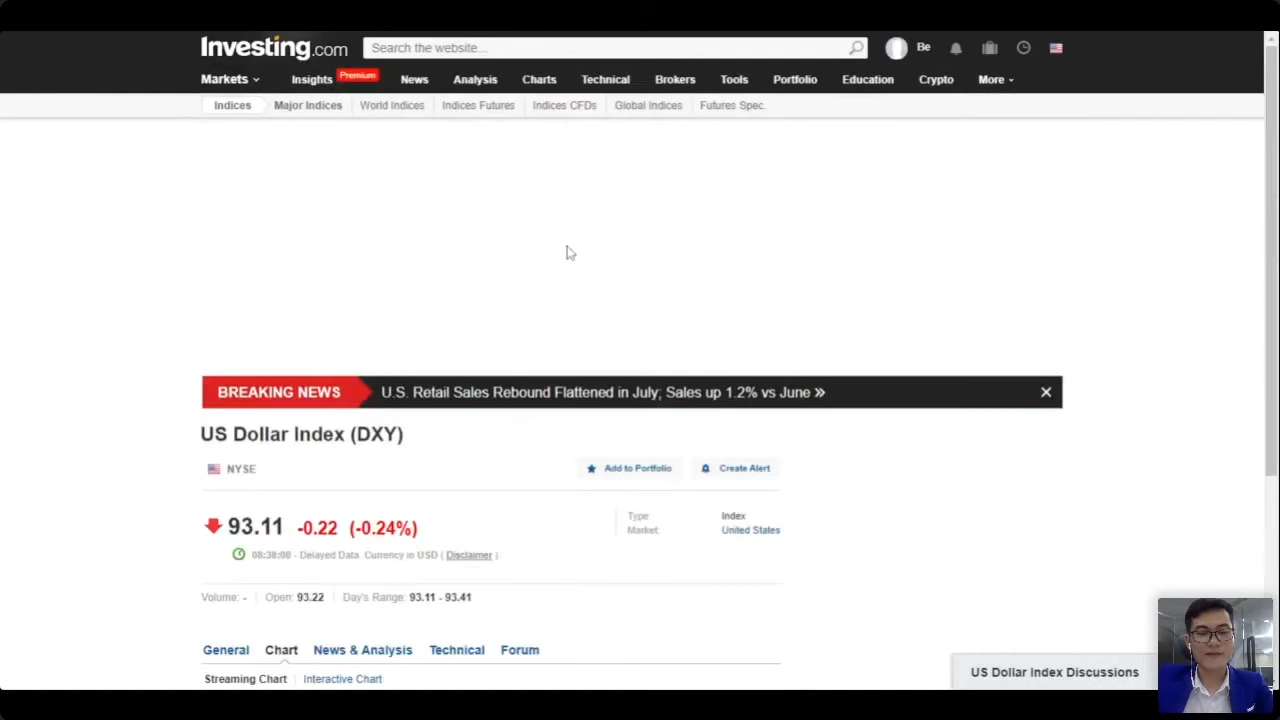 Investing.com
Search the website...
Be
Markets
Insights
Premium
News
Analysis
Charts
Technical
Brokers
Tools
Portfolio
Education
Crypto
More
Indices
Major Indices
World Indices
Indices Futures
Indices CFDs
Global Indices
Futures Spec.
BREAKING NEWS
U.S. Retail Sales Rebound Flattened in July; Sales up 1.2% vs June »
US Dollar Index (DXY)
NYSE
Add to Portfolio
Create Alert
93.11 -0.22 (-0.24%)
Type: Index
Market: United States
08:38:00 - Delayed Data. Currency in USD ( Disclaimer )
Volume: - Open: 93.22 Day's Range: 93.11 - 93.41
General
Chart
News & Analysis
Technical
Forum
Streaming Chart
Interactive Chart
US Dollar Index Discussions